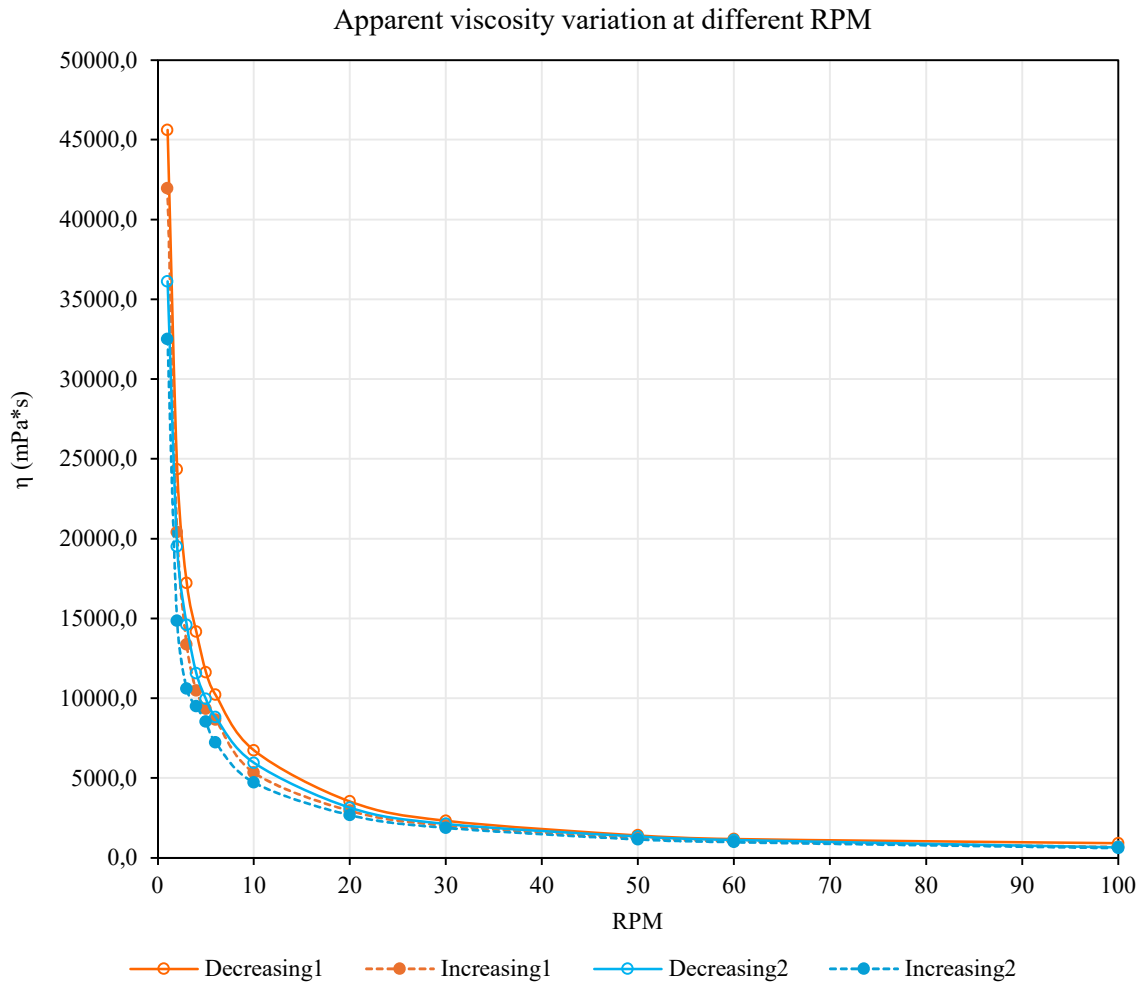 Apparent viscosity variation at different RPM
50000,0
45000,0
40000,0
35000,0
30000,0
25000,0
20000,0
15000,0
10000,0
5000,0
0,0
η (mPa*s)
0 10 20 30 40 50 60 70 80 90 100
RPM
Decreasing1 Increasing1 Decreasing2 Increasing2